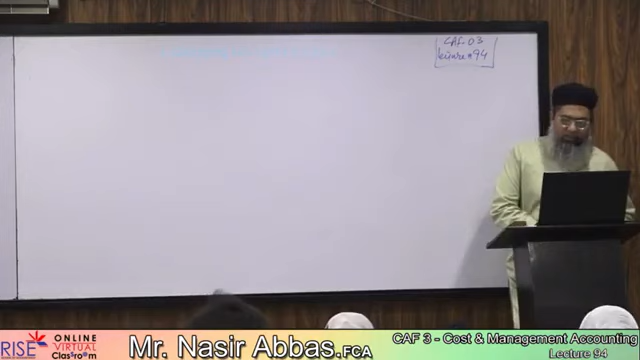 CAF-03
lecture # 94
RISE
ONLINE
VIRTUAL
Classroom
Mr. Nasir Abbas.FCA
CAF 3 - Cost & Management Accounting
Lecture 94